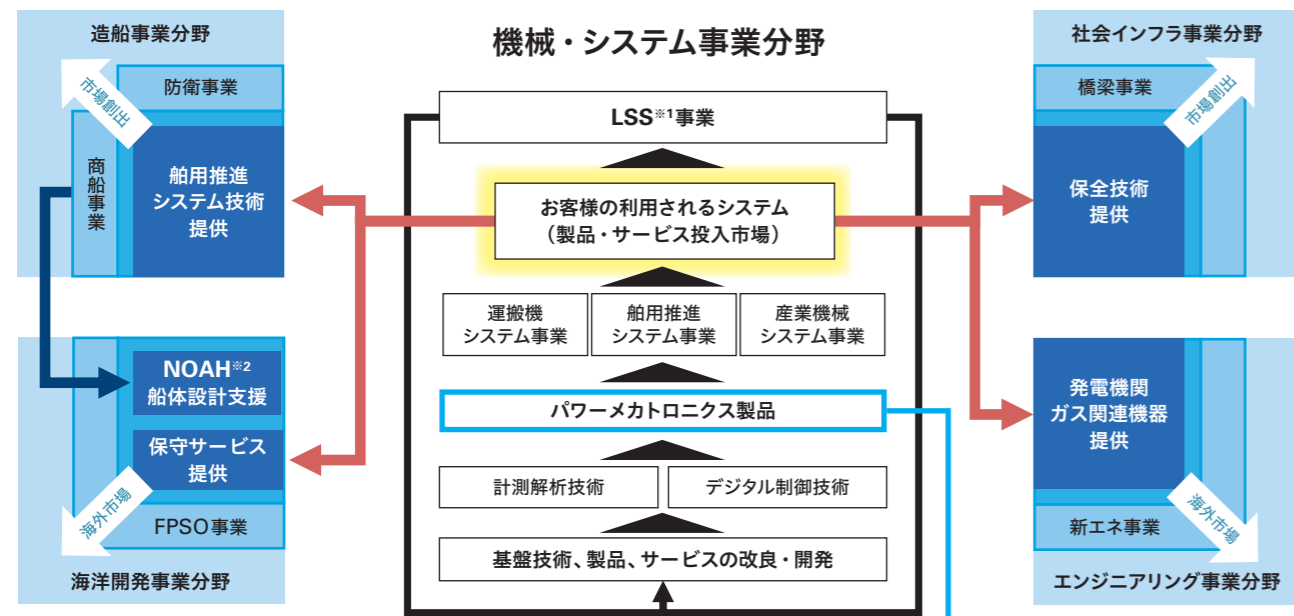 造船事業分野
防衛事業
市場創出
商船事業
舶用推進
システム技術
提供
NOAH※2
船体設計支援
保守サービス
提供
海外市場
FPSO事業
海洋開発事業分野
機械・システム事業分野
LSS※1事業
お客様の利用されるシステム
（製品・サービス投入市場）
運搬機
システム事業
舶用推進
システム事業
産業機械
システム事業
パワーメカトロニクス製品
計測解析技術
デジタル制御技術
基盤技術、製品、サービスの改良・開発
社会インフラ事業分野
橋梁事業
市場創出
保全技術
提供
発電機関
ガス関連機器
提供
新エネ事業
海外市場
エンジニアリング事業分野